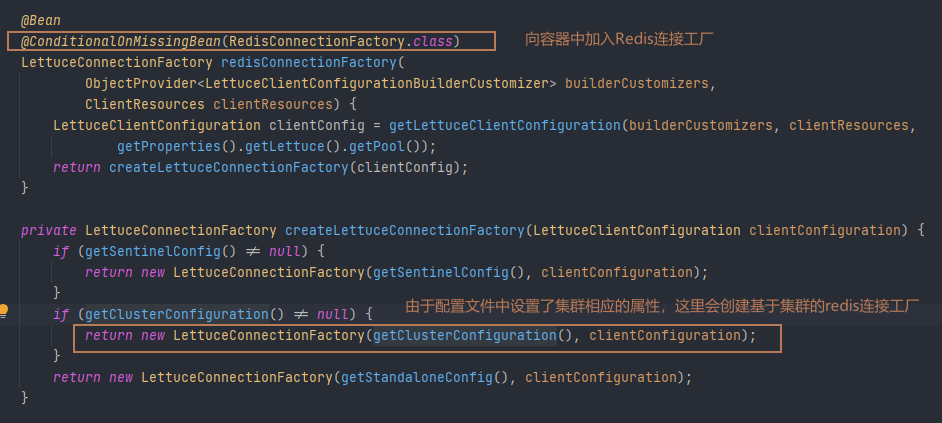 @Bean
@ConditionalOnMissingBean(RedisConnectionFactory.class) 向容器中加入Redis连接工厂
LettuceConnectionFactory redisConnectionFactory(
ObjectProvider<LettuceClientConfigurationBuilderCustomizer> builderCustomizers,
ClientResources clientResources) {
LettuceClientConfiguration clientConfig = getLettuceClientConfiguration(builderCustomizers, clientResources,
getProperties().getLettuce().getPool());
return createLettuceConnectionFactory(clientConfig);
}
private LettuceConnectionFactory createLettuceConnectionFactory(LettuceClientConfiguration clientConfiguration) {
if (getSentinelConfig() ≠ null) {
return new LettuceConnectionFactory(getSentinelConfig(), clientConfiguration);
}
if (getClusterConfiguration() ≠ null) { 由于配置文件中设置了集群相应的属性，这里会创建基于集群的redis连接工厂
return new LettuceConnectionFactory(getClusterConfiguration(), clientConfiguration);
}
return new LettuceConnectionFactory(getStandaloneConfig(), clientConfiguration);
}